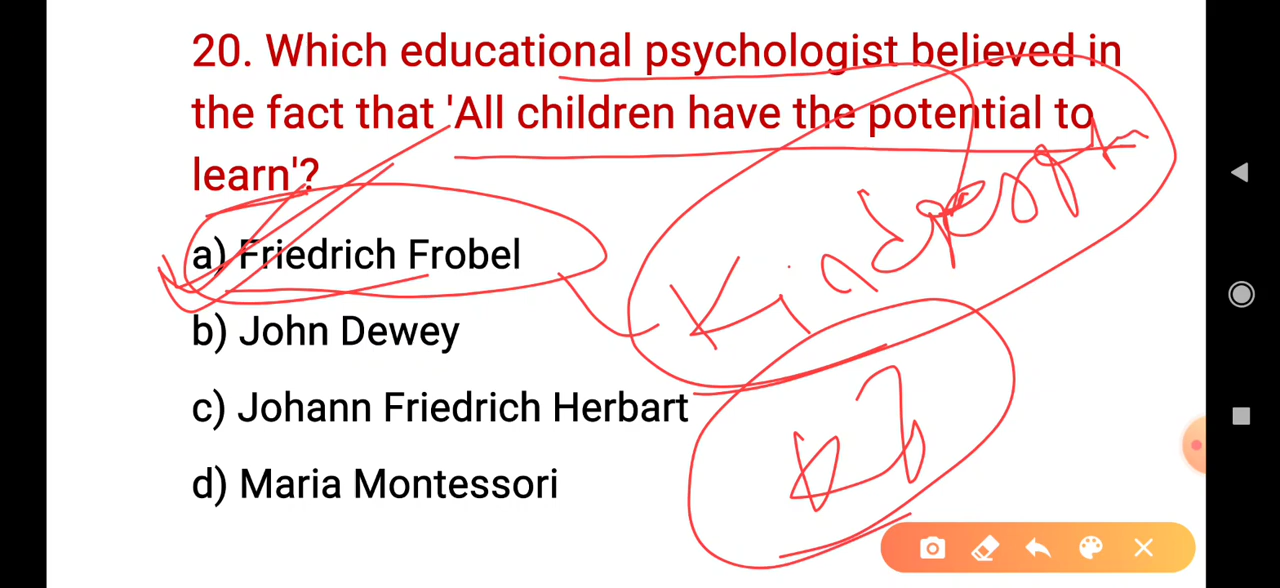 20. Which educational psychologist believed in
the fact that 'All children have the potential to
learn'?
a) Friedrich Frobel
b) John Dewey
c) Johann Friedrich Herbart
d) Maria Montessori